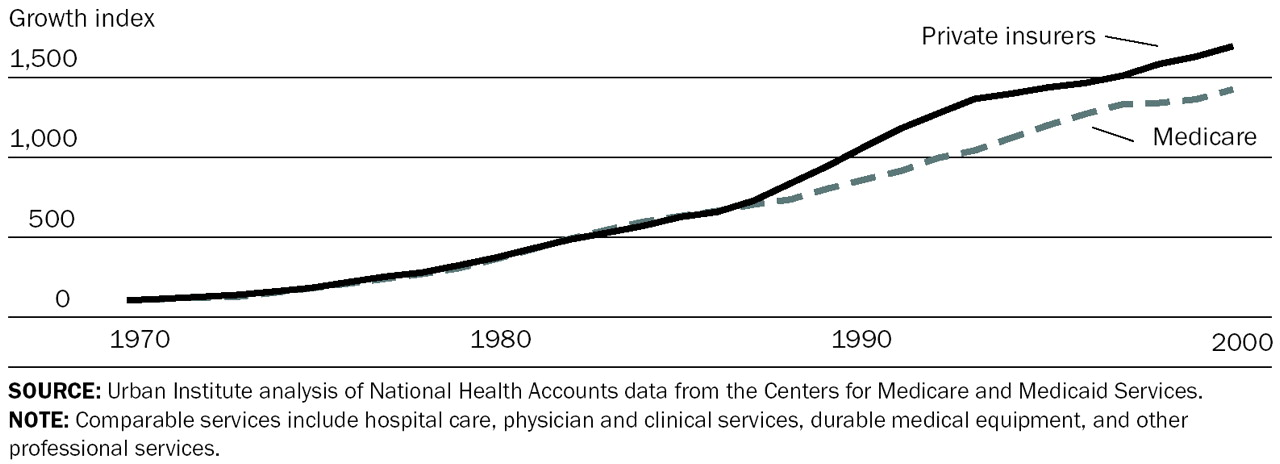 Growth index
Private insurers
1,500
1,000
Medicare
500
0
1970 1980 1990 2000
SOURCE: Urban Institute analysis of National Health Accounts data from the Centers for Medicare and Medicaid Services.
NOTE: Comparable services include hospital care, physician and clinical services, durable medical equipment, and other
professional services.